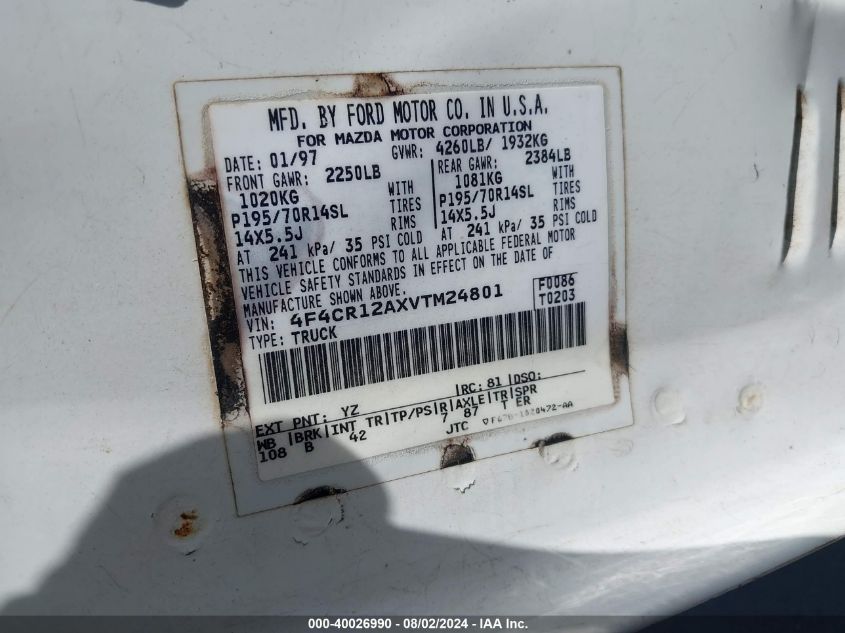 MFD. BY FORD MOTOR CO. IN U.S.A.
FOR MAZDA MOTOR CORPORATION
DATE: 01/97 GVWR: 4260LB/ 1932KG
FRONT GAWR: 2250LB REAR GAWR: 2384LB
1020KG WITH 1081KG WITH
P195/70R14SL TIRES P195/70R14SL TIRES
14X5.5J RIMS 14X5.5J RIMS
AT 241 kPa/ 35 PSI COLD AT 241 kPa/ 35 PSI COLD
THIS VEHICLE CONFORMS TO ALL APPLICABLE FEDERAL MOTOR
VEHICLE SAFETY STANDARDS IN EFFECT ON THE DATE OF
MANUFACTURE SHOWN ABOVE.
VIN: 4F4CR12AXVTM24801 F0086
TYPE: TRUCK T0203
EXT PNT: YZ |RC: 81 |DSO:
WB |BRK|INT TR|TP/PS|R|AXLE|TR|SPR
108 B 42 7 87 T ER
JTC
000-40026990 - 08/02/2024 - IAA Inc.